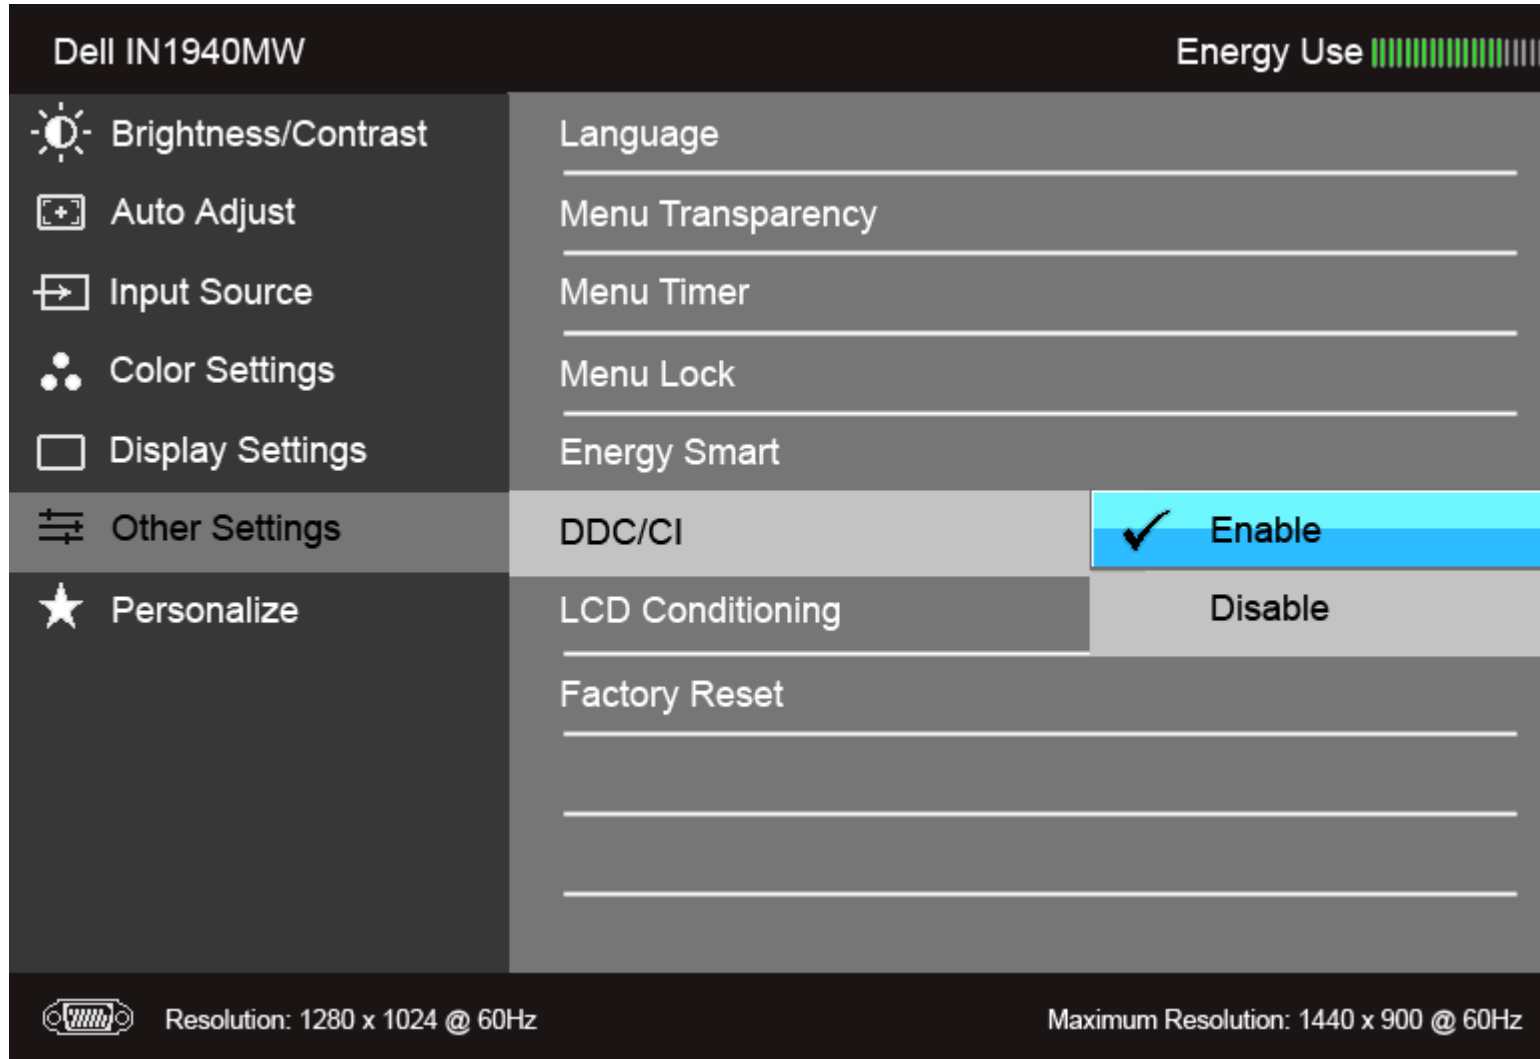 Dell IN1940MW
Energy Use
Brightness/Contrast
Auto Adjust
Input Source
Color Settings
Display Settings
Other Settings
Personalize
Language
Menu Transparency
Menu Timer
Menu Lock
Energy Smart
DDC/CI
Enable
Disable
LCD Conditioning
Factory Reset
Resolution: 1280 x 1024 @ 60Hz
Maximum Resolution: 1440 x 900 @ 60Hz